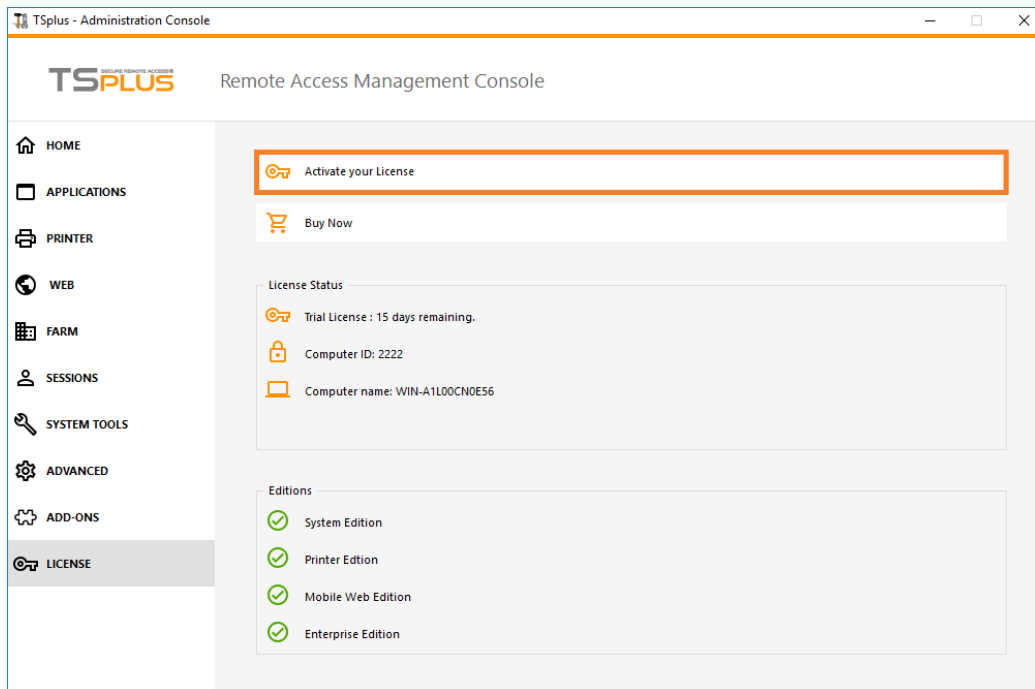 TSplus - Administration Console
SECURE REMOTE ACCESS®
TSPLUS
Remote Access Management Console
HOME
APPLICATIONS
PRINTER
WEB
FARM
SESSIONS
SYSTEM TOOLS
ADVANCED
ADD-ONS
LICENSE
Activate your License
Buy Now
License Status
Trial License : 15 days remaining.
Computer ID: 2222
Computer name: WIN-A1L00CN0E56
Editions
System Edition
Printer Edtion
Mobile Web Edition
Enterprise Edition